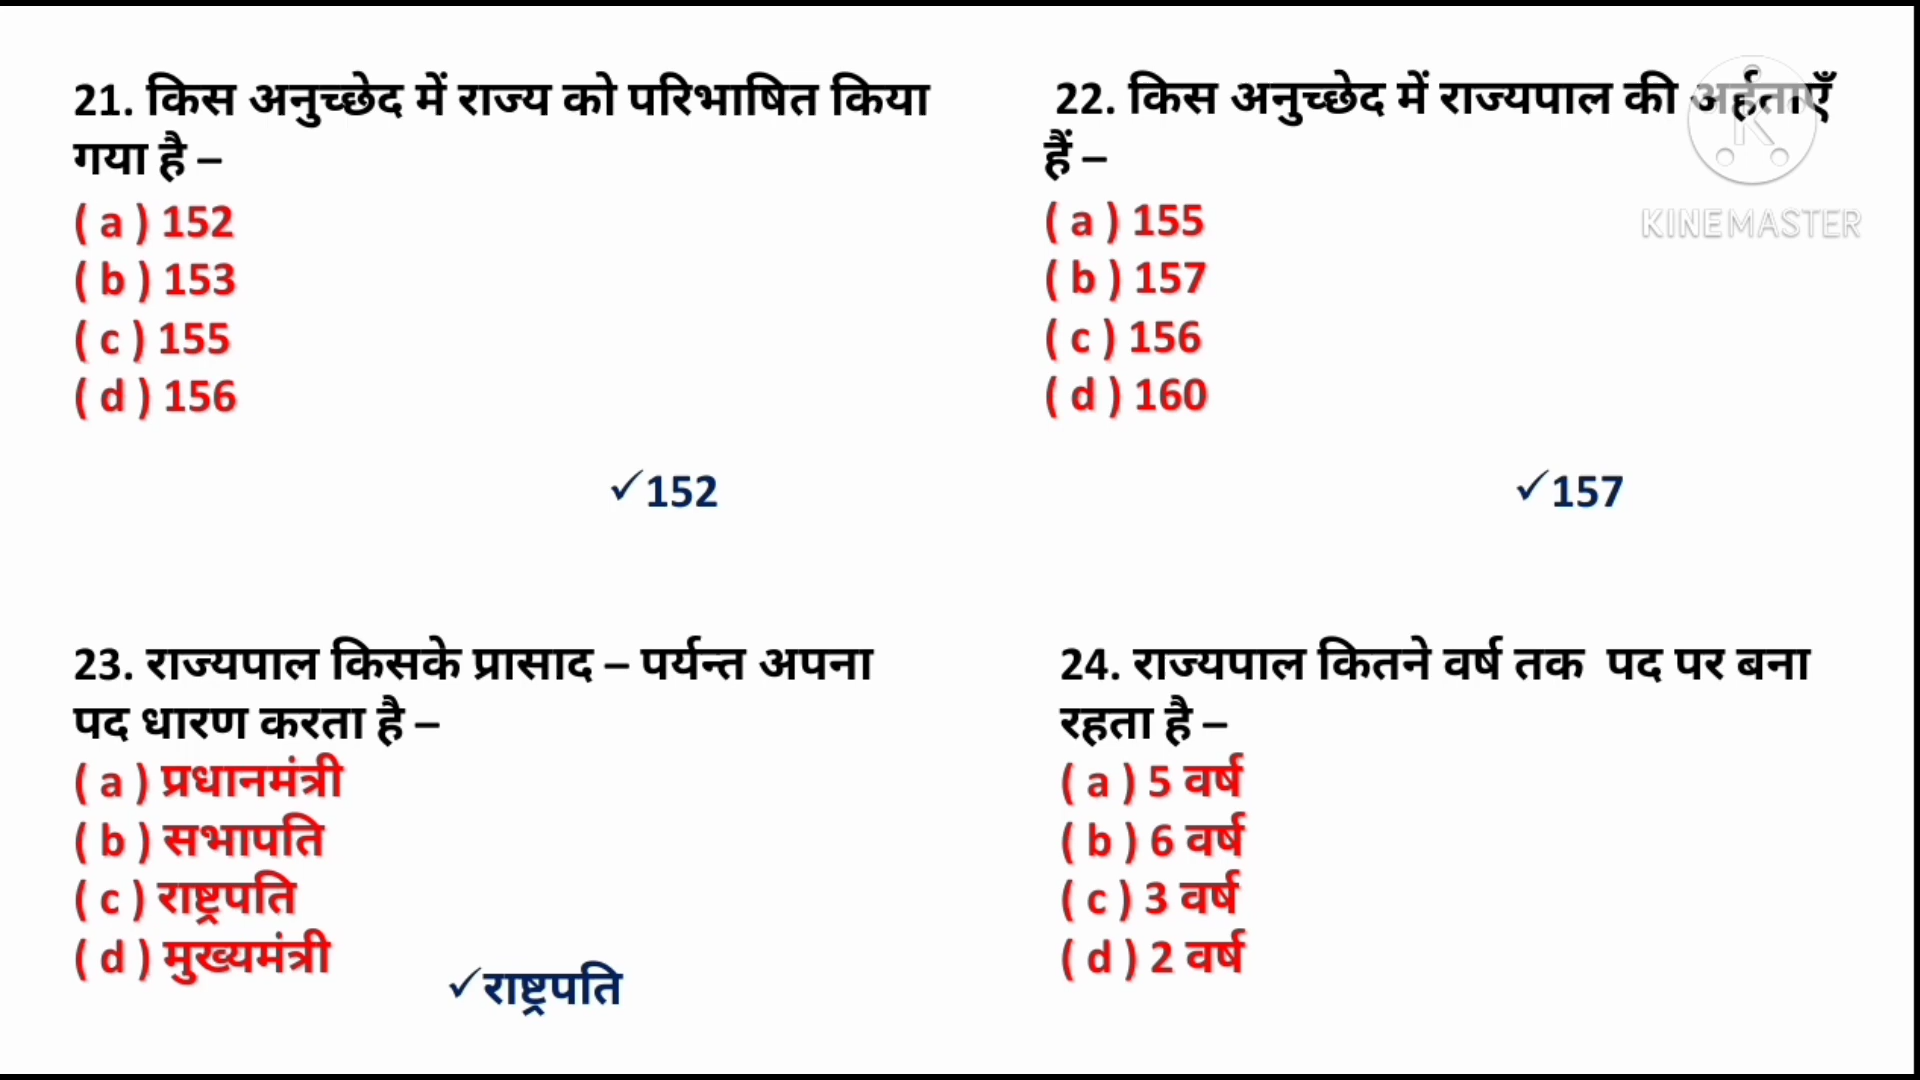 21. किस अनुच्छेद में राज्य को परिभाषित किया
गया है –
( a ) 152
( b ) 153
( c ) 155
( d ) 156
✓152
22. किस अनुच्छेद में राज्यपाल की अर्हताएँ
हैं –
( a ) 155
( b ) 157
( c ) 156
( d ) 160
✓157
KINEMASTER
23. राज्यपाल किसके प्रासाद – पर्यन्त अपना
पद धारण करता है –
( a ) प्रधानमंत्री
( b ) सभापति
( c ) राष्ट्रपति
( d ) मुख्यमंत्री
✓राष्ट्रपति
24. राज्यपाल कितने वर्ष तक पद पर बना
रहता है –
( a ) 5 वर्ष
( b ) 6 वर्ष
( c ) 3 वर्ष
( d ) 2 वर्ष